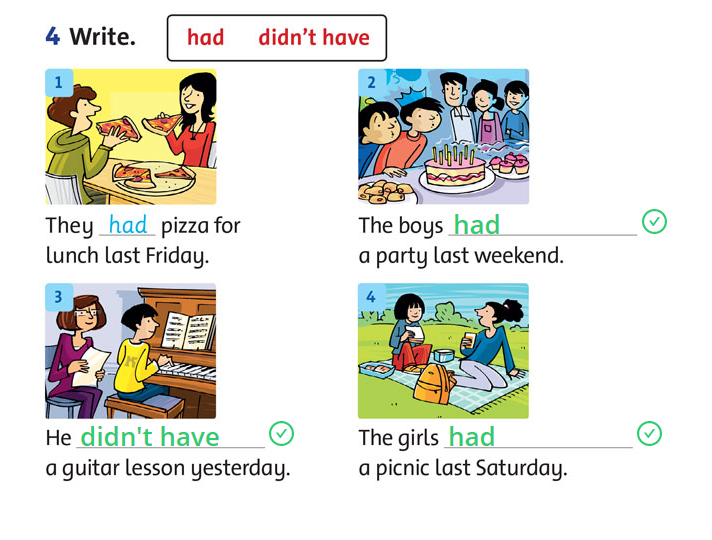 4 Write.
had didn't have
1
They had pizza for
lunch last Friday.
2
The boys had
a party last weekend.
3
He didn't have
a guitar lesson yesterday.
4
The girls had
a picnic last Saturday.